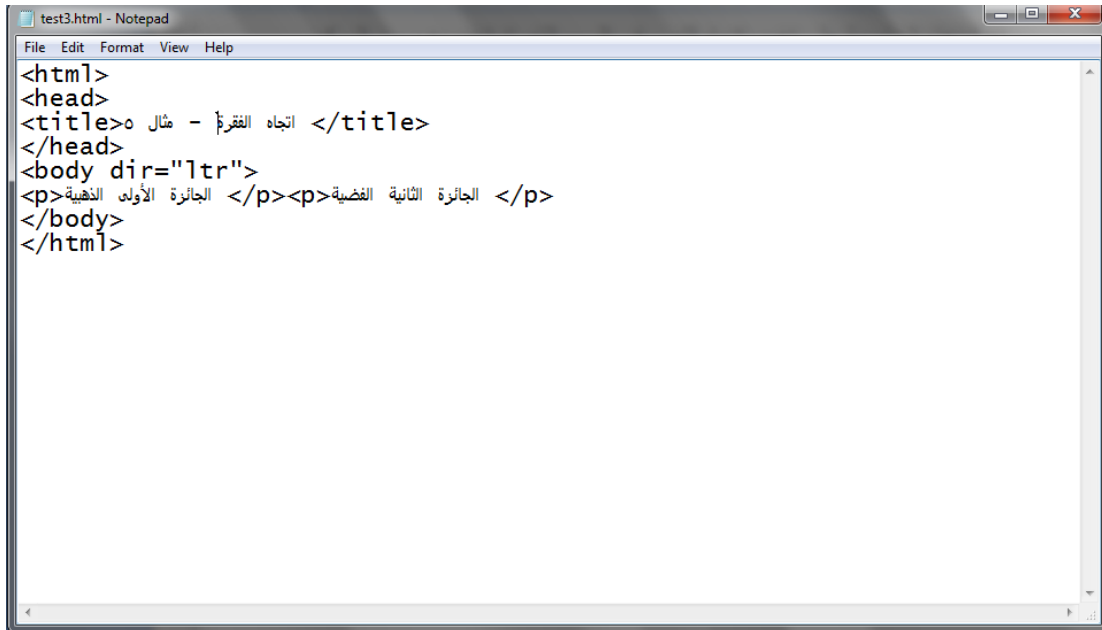 test3.html - Notepad
File Edit Format View Help
<html>
<head>
<title>اتجاه الفقرة - مثال ٥ </title>
</head>
<body dir="ltr">
<p>الجائزة الأولى الذهبية </p><p>الجائزة الثانية الفضية </p>
</body>
</html>